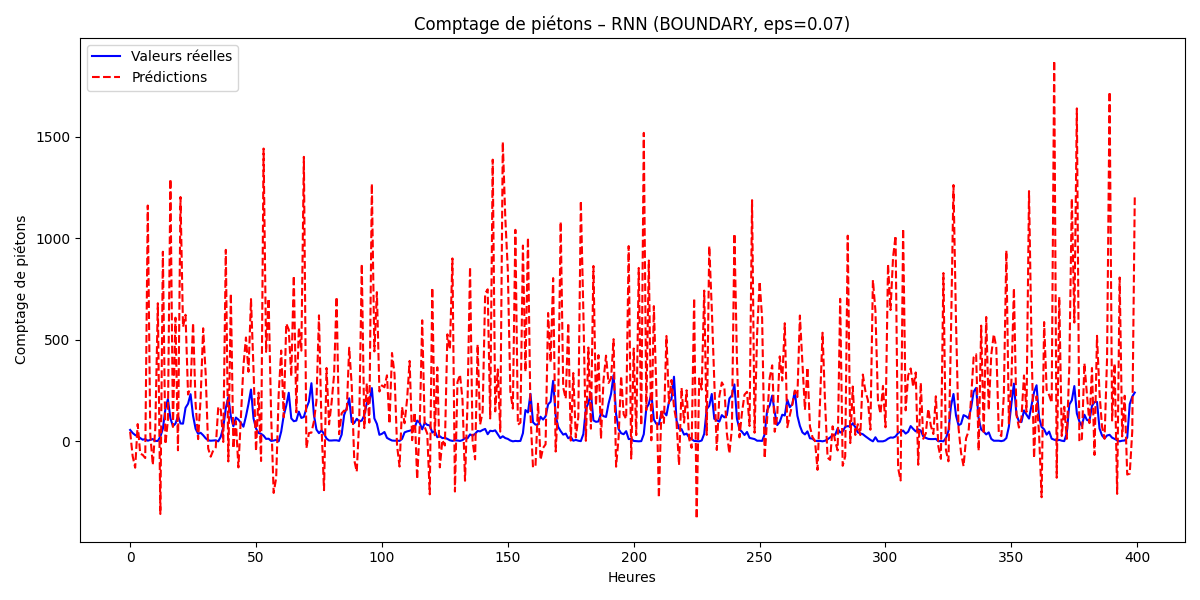 Comptage de piétons – RNN (BOUNDARY, eps=0.07)
Valeurs réelles
Prédictions
Comptage de piétons
1500
1000
500
0
0 50 100 150 200 250 300 350 400
Heures